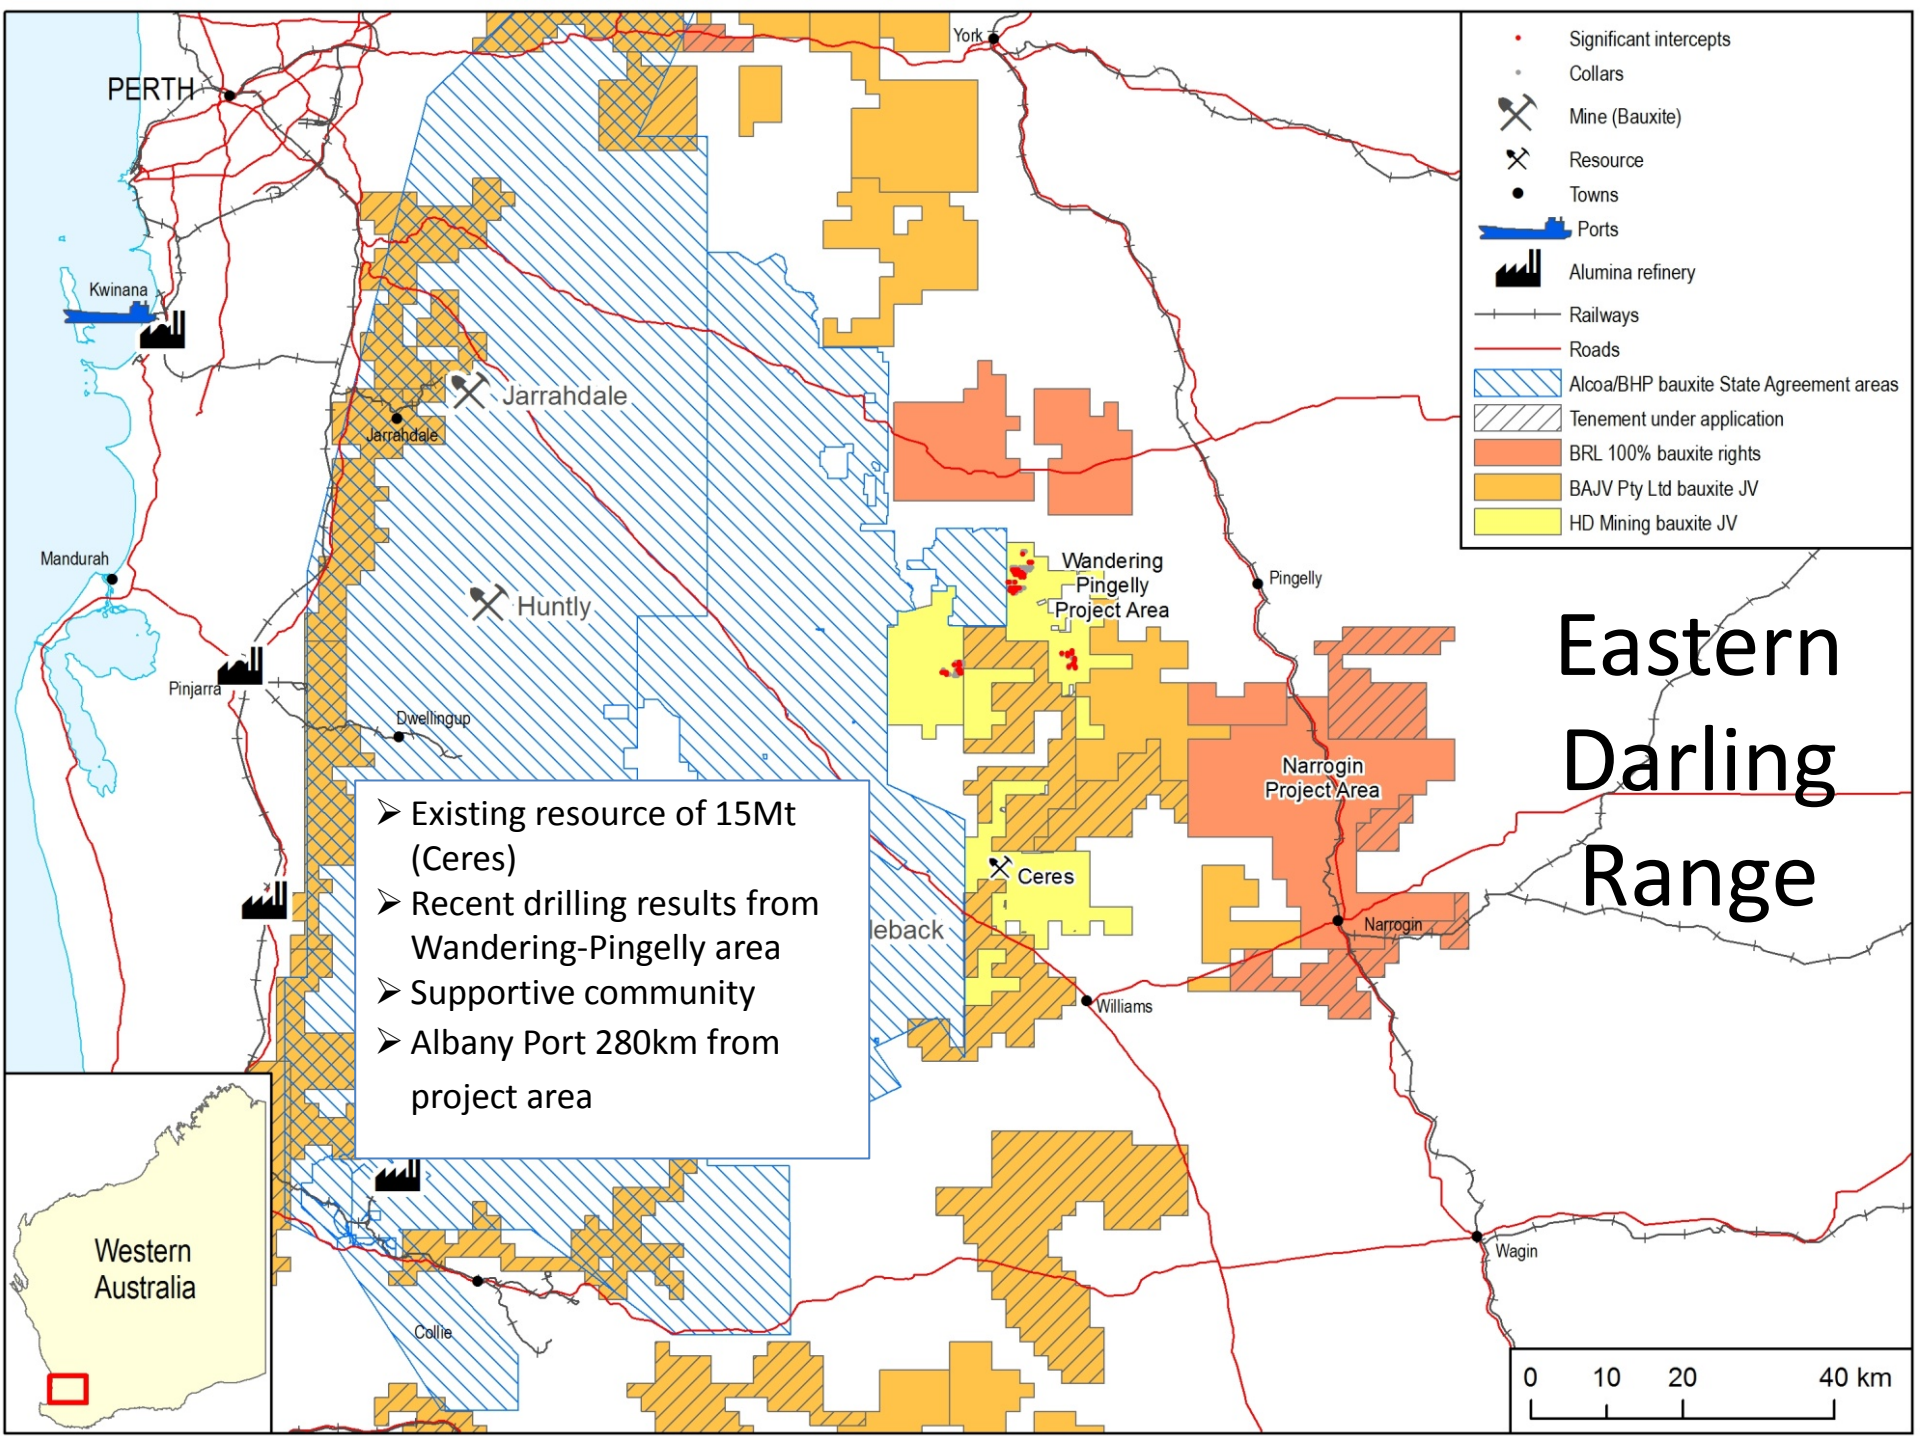 York
PERTH
Kwinana
Jarrahdale
Jarrahdale
Mandurah
Huntly
Pinjarra
Dwellingup
Wandering
Pingelly
Project Area
Pingelly
Narrogin
Project Area
Ceres
leback
Narrogin
Williams
Wagin
Collie
Significant intercepts
Collars
Mine (Bauxite)
Resource
Towns
Ports
Alumina refinery
Railways
Roads
Alcoa/BHP bauxite State Agreement areas
Tenement under application
BRL 100% bauxite rights
BAJV Pty Ltd bauxite JV
HD Mining bauxite JV
Eastern
Darling
Range
➢ Existing resource of 15Mt
(Ceres)
➢ Recent drilling results from
Wandering-Pingelly area
➢ Supportive community
➢ Albany Port 280km from
project area
Western
Australia
0 10 20 40 km